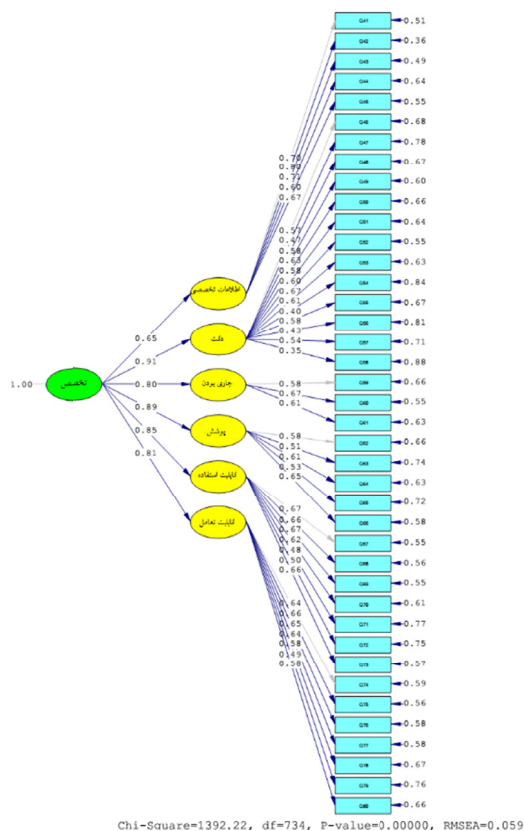 Q41 0.51
Q42 0.36
Q43 0.49
Q44 0.64
Q45 0.55
Q46 0.68
Q47 0.78
Q48 0.67
Q49 0.60
Q50 0.66
Q51 0.64
Q52 0.55
Q53 0.63
Q54 0.84
Q55 0.67
Q56 0.81
Q57 0.71
Q58 0.88
Q59 0.66
Q60 0.55
Q61 0.63
Q62 0.66
Q63 0.74
Q64 0.63
Q65 0.72
Q66 0.58
Q67 0.55
Q68 0.56
Q69 0.55
Q70 0.61
Q71 0.77
Q72 0.75
Q73 0.57
Q74 0.59
Q75 0.56
Q76 0.58
Q77 0.58
Q78 0.67
Q79 0.76
Q80 0.66
0.70
0.80
0.71
0.60
0.67
0.57
0.47
0.58
0.63
0.58
0.60
0.67
0.61
0.40
0.58
0.43
0.54
0.35
0.58
0.67
0.61
0.58
0.51
0.61
0.53
0.65
0.67
0.66
0.67
0.62
0.48
0.50
0.66
0.64
0.66
0.65
0.64
0.58
0.49
0.58
اطلاعات تخصصی
دقت
جاری بودن
پوشش
قابلیت استفاده
قابلیت تعامل
0.65
0.91
0.80
0.89
0.85
0.81
1.00
تخصص
Chi-Square=1392.22, df=734, P-value=0.00000, RMSEA=0.059